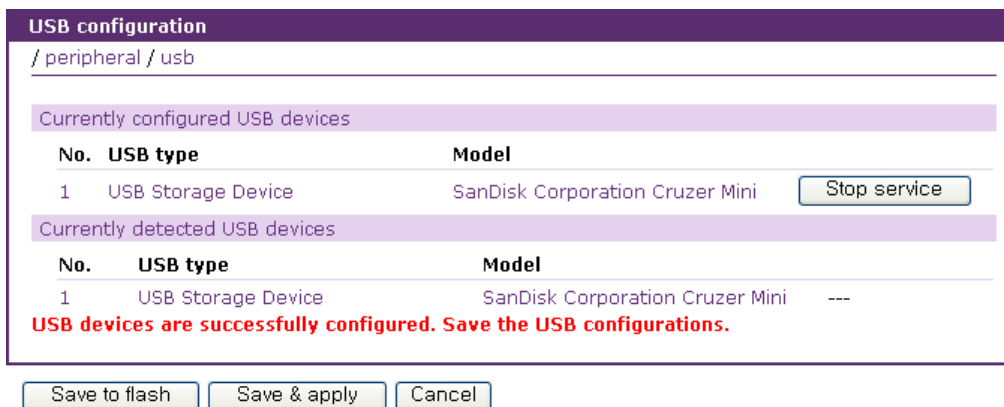 USB configuration
/ peripheral / usb
Currently configured USB devices
No. USB type Model
1 USB Storage Device SanDisk Corporation Cruzer Mini Stop service
Currently detected USB devices
No. USB type Model
1 USB Storage Device SanDisk Corporation Cruzer Mini ---
USB devices are successfully configured. Save the USB configurations.
Save to flash Save & apply Cancel